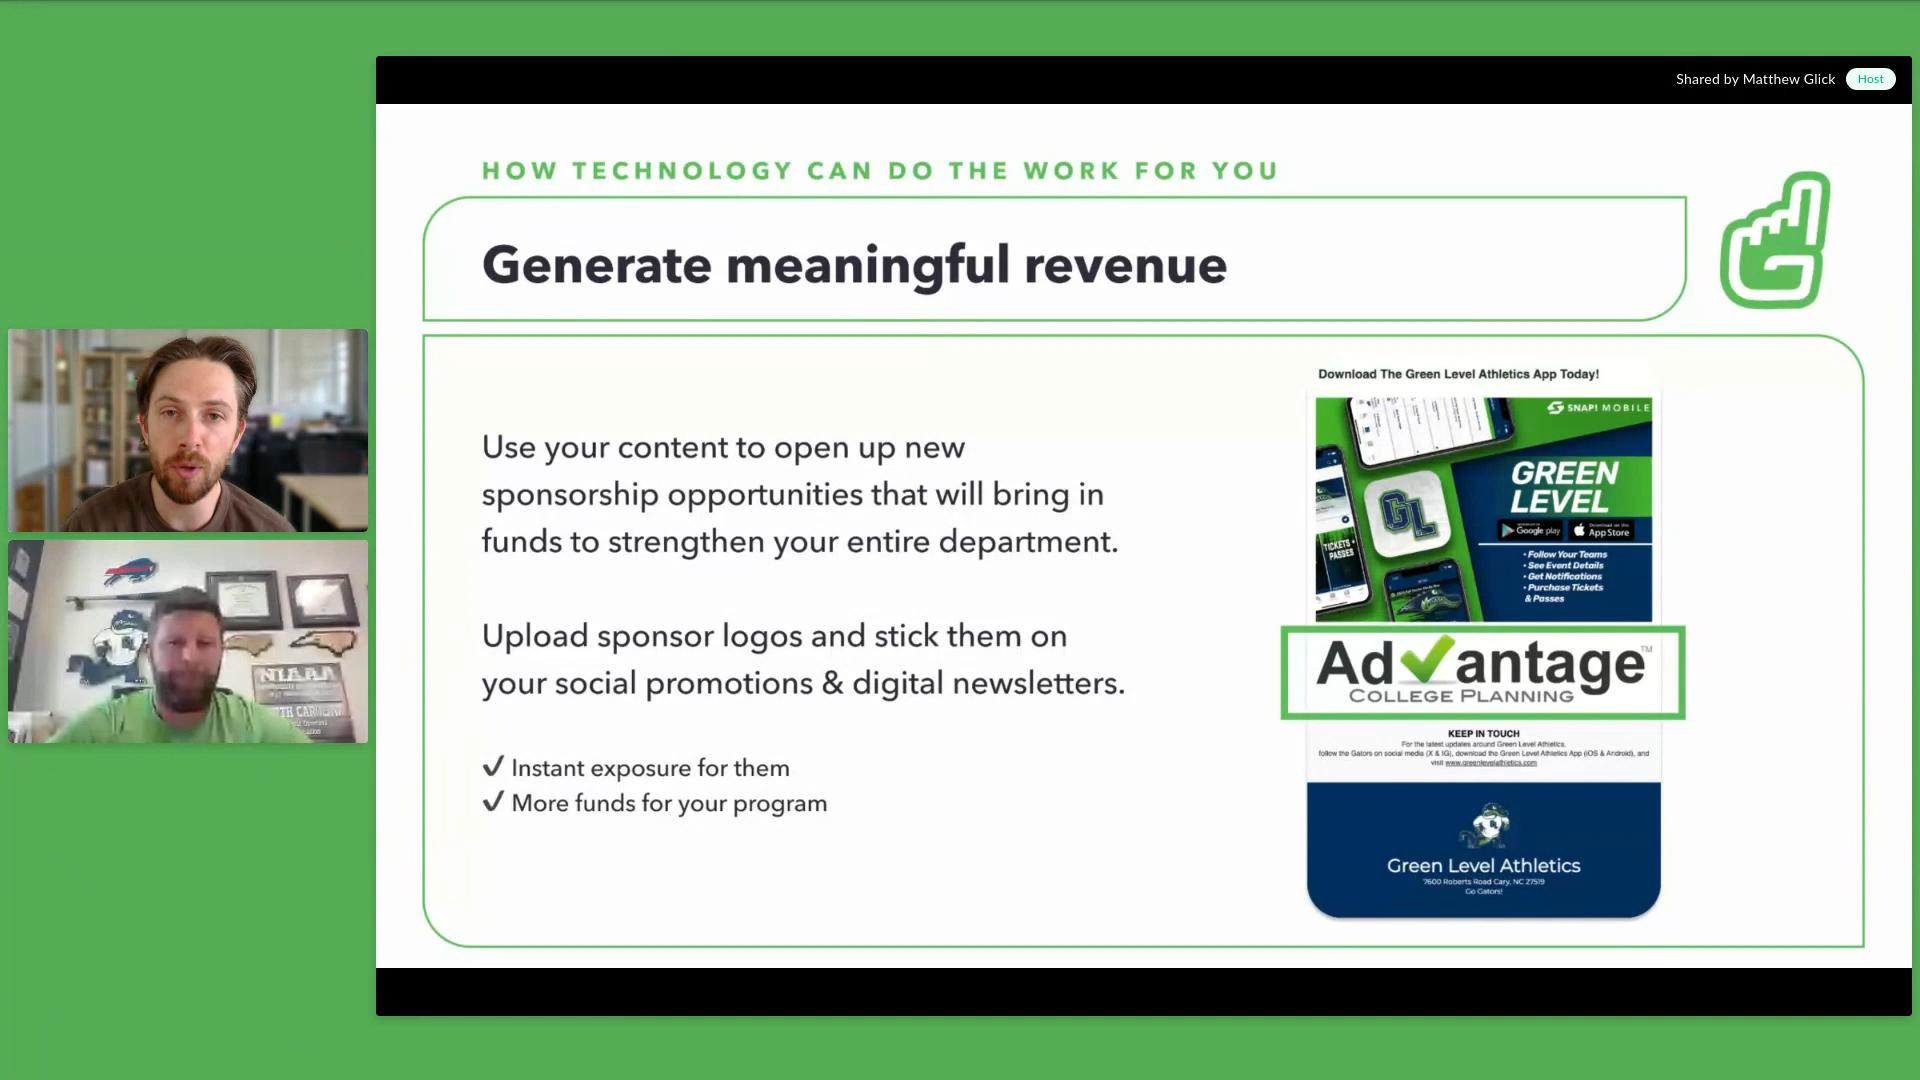 Shared by Matthew Glick Host
HOW TECHNOLOGY CAN DO THE WORK FOR YOU
Generate meaningful revenue
Use your content to open up new
sponsorship opportunities that will bring in
funds to strengthen your entire department.
Upload sponsor logos and stick them on
your social promotions & digital newsletters.
✓ Instant exposure for them
✓ More funds for your program
Download The Green Level Athletics App Today!
SNAP! MOBILE
GREEN
LEVEL
Google play
Download on the
App Store
• Follow Your Teams
• See Event Details
• Get Notifications
• Purchase Tickets
& Passes
GL
TICKETS +
PASSES
Advantage™
COLLEGE PLANNING
KEEP IN TOUCH
For the latest updates around Green Level Athletics,
follow the Gators on social media (X & IG), download the Green Level Athletics App (iOS & Android), and
visit www.greenlevelathletics.com
Green Level Athletics
7600 Roberts Road Cary, NC 27519
Go Gators!
NIAAA